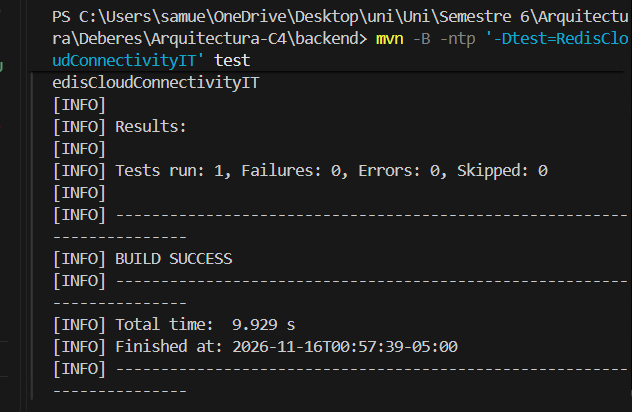 PS C:\Users\samue\OneDrive\Desktop\uni\Uni\Semestre 6\Arquitectu
ra\Deberes\Arquitectura-C4\backend> mvn -B -ntp '-Dtest=RedisClo
udConnectivityIT' test
edisCloudConnectivityIT
[INFO]
[INFO] Results:
[INFO]
[INFO] Tests run: 1, Failures: 0, Errors: 0, Skipped: 0
[INFO]
[INFO] ---------------------------------------------------------
---------------
[INFO] BUILD SUCCESS
[INFO] ---------------------------------------------------------
---------------
[INFO] Total time:  9.929 s
[INFO] Finished at: 2026-11-16T00:57:39-05:00
[INFO] ---------------------------------------------------------
---------------